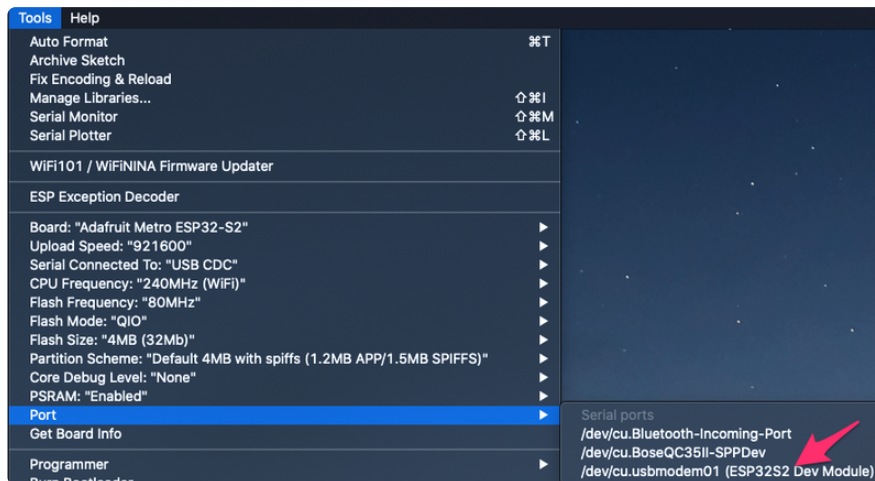 Tools Help
Auto Format ⌘T
Archive Sketch
Fix Encoding & Reload
Manage Libraries... ⇧⌘I
Serial Monitor ⇧⌘M
Serial Plotter ⇧⌘L
WiFi101 / WiFiNINA Firmware Updater
ESP Exception Decoder
Board: "Adafruit Metro ESP32-S2"
Upload Speed: "921600"
Serial Connected To: "USB CDC"
CPU Frequency: "240MHz (WiFi)"
Flash Frequency: "80MHz"
Flash Mode: "QIO"
Flash Size: "4MB (32Mb)"
Partition Scheme: "Default 4MB with spiffs (1.2MB APP/1.5MB SPIFFS)"
Core Debug Level: "None"
PSRAM: "Enabled"
Port
Serial ports
/dev/cu.Bluetooth-Incoming-Port
/dev/cu.BoseQC35II-SPPDev
/dev/cu.usbmodem01 (ESP32S2 Dev Module)
Get Board Info
Programmer
Burn Bootloader